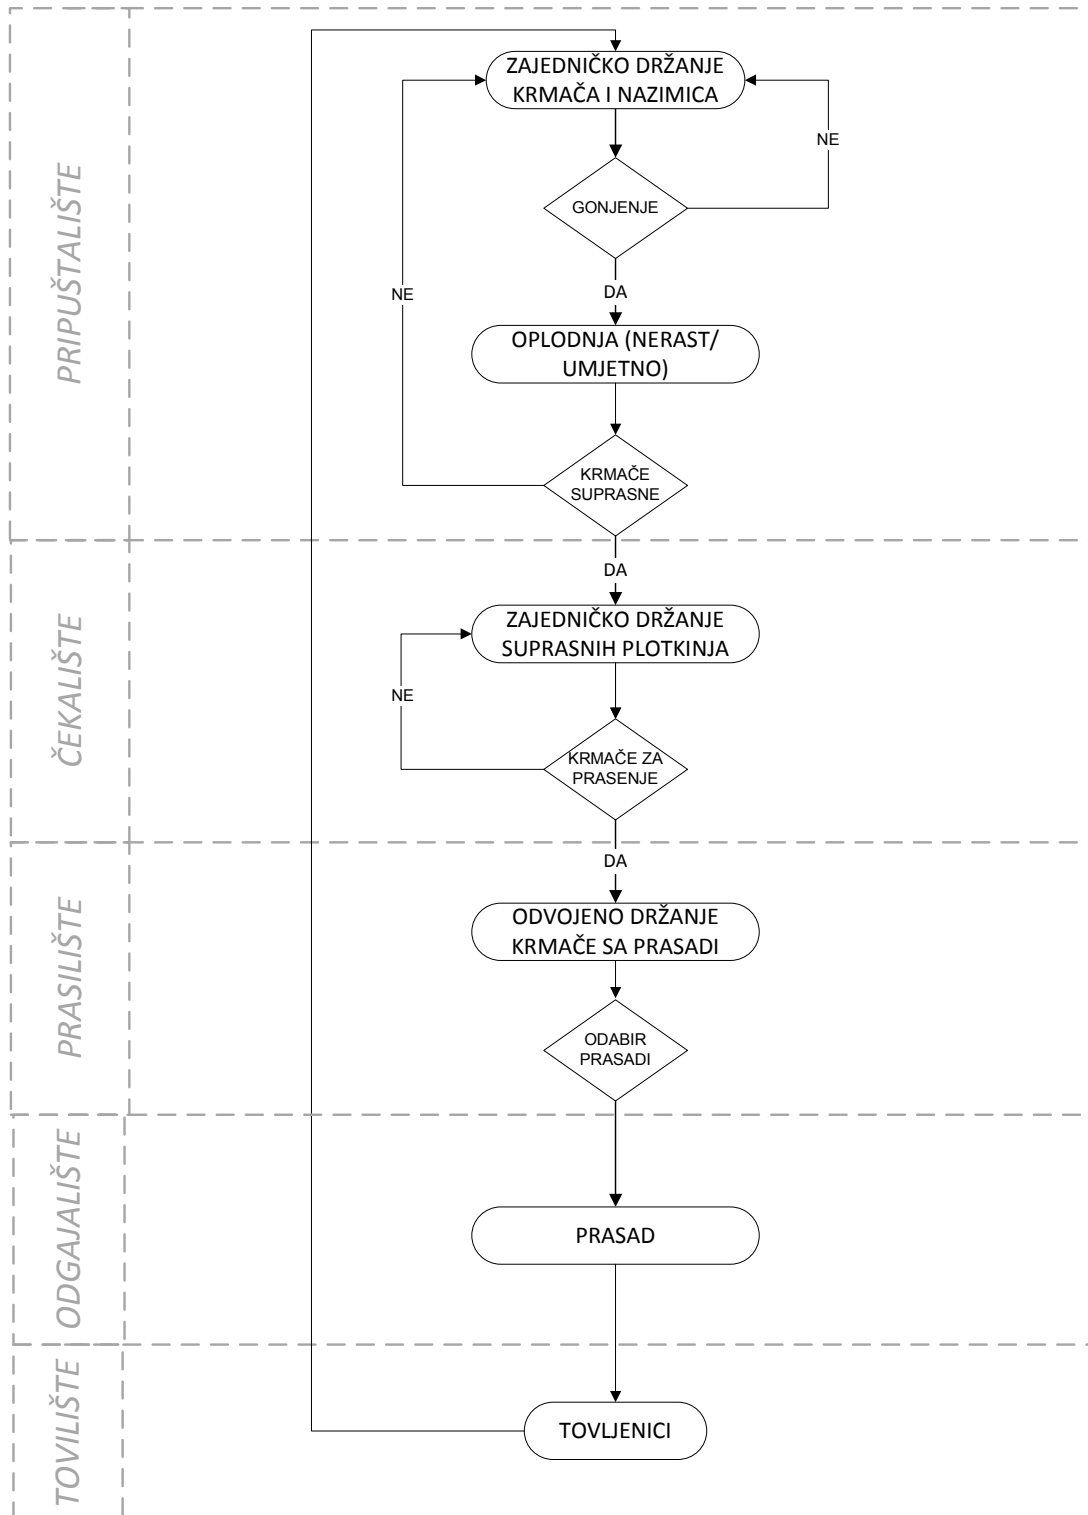 PRIPUŠTALIŠTE
ZAJEDNIČKO DRŽANJE
KRMAČA I NAZIMICA
NE
GONJENJE
DA
NE
OPLODNJA (NERAST/
UMJETNO)
KRMAČE
SUPRASNE
DA
ČEKALIŠTE
ZAJEDNIČKO DRŽANJE
SUPRASNIH PLOTKINJA
NE
KRMAČE ZA
PRASENJE
DA
PRASILIŠTE
ODVOJENO DRŽANJE
KRMAČE SA PRASADI
ODABIR
PRASADI
ODGAJALIŠTE
PRASAD
TOVILIŠTE
TOVLJENICI